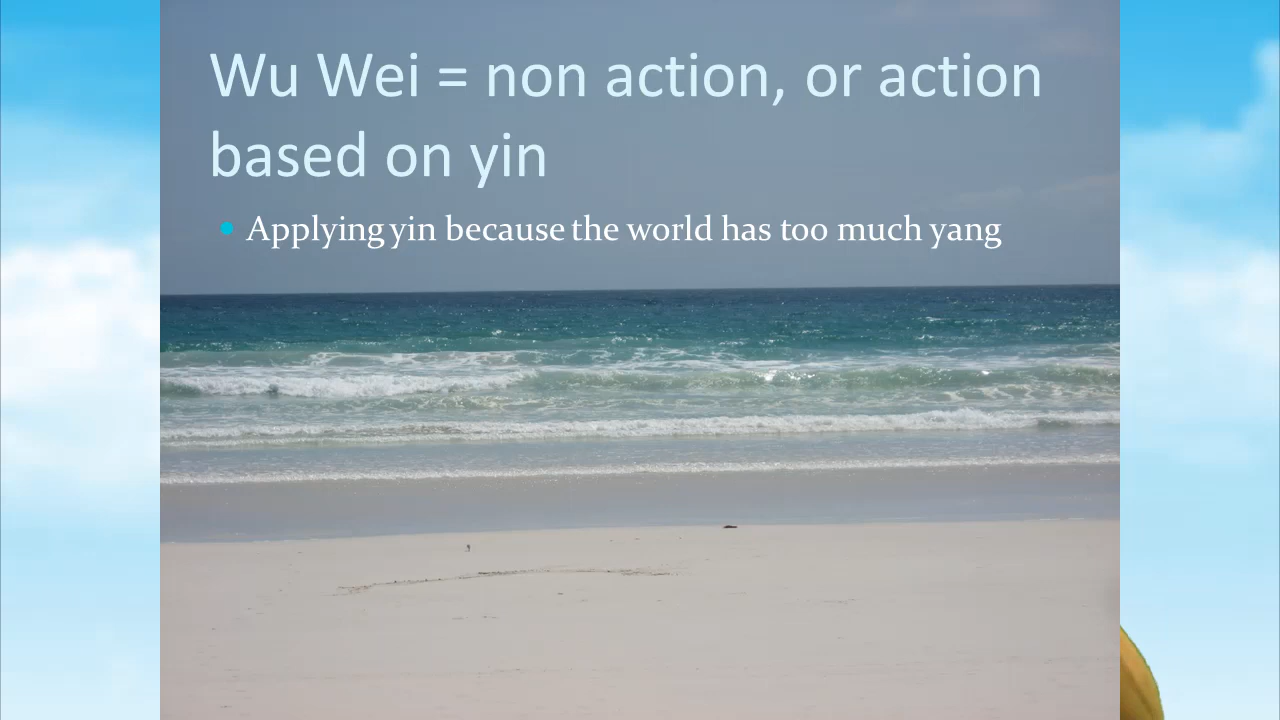 Wu Wei = non action, or action
based on yin
Applying yin because the world has too much yang